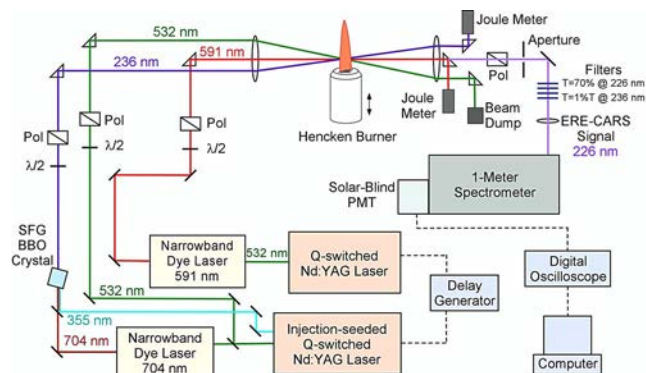 532 nm
236 nm
591 nm
Joule Meter
Pol
Aperture
Filters
T=70% @ 226 nm
T=1%T @ 236 nm
ERE-CARS
Signal
226 nm
Joule
Meter
Beam
Dump
Hencken Burner
Pol
λ/2
Pol
λ/2
Pol
λ/2
1-Meter
Spectrometer
Solar-Blind
PMT
SFG
BBO
Crystal
Narrowband
Dye Laser
591 nm
532 nm
Q-switched
Nd:YAG Laser
Delay
Generator
Digital
Oscilloscope
532 nm
355 nm
704 nm
Narrowband
Dye Laser
704 nm
Injection-seeded
Q-switched
Nd:YAG Laser
Computer